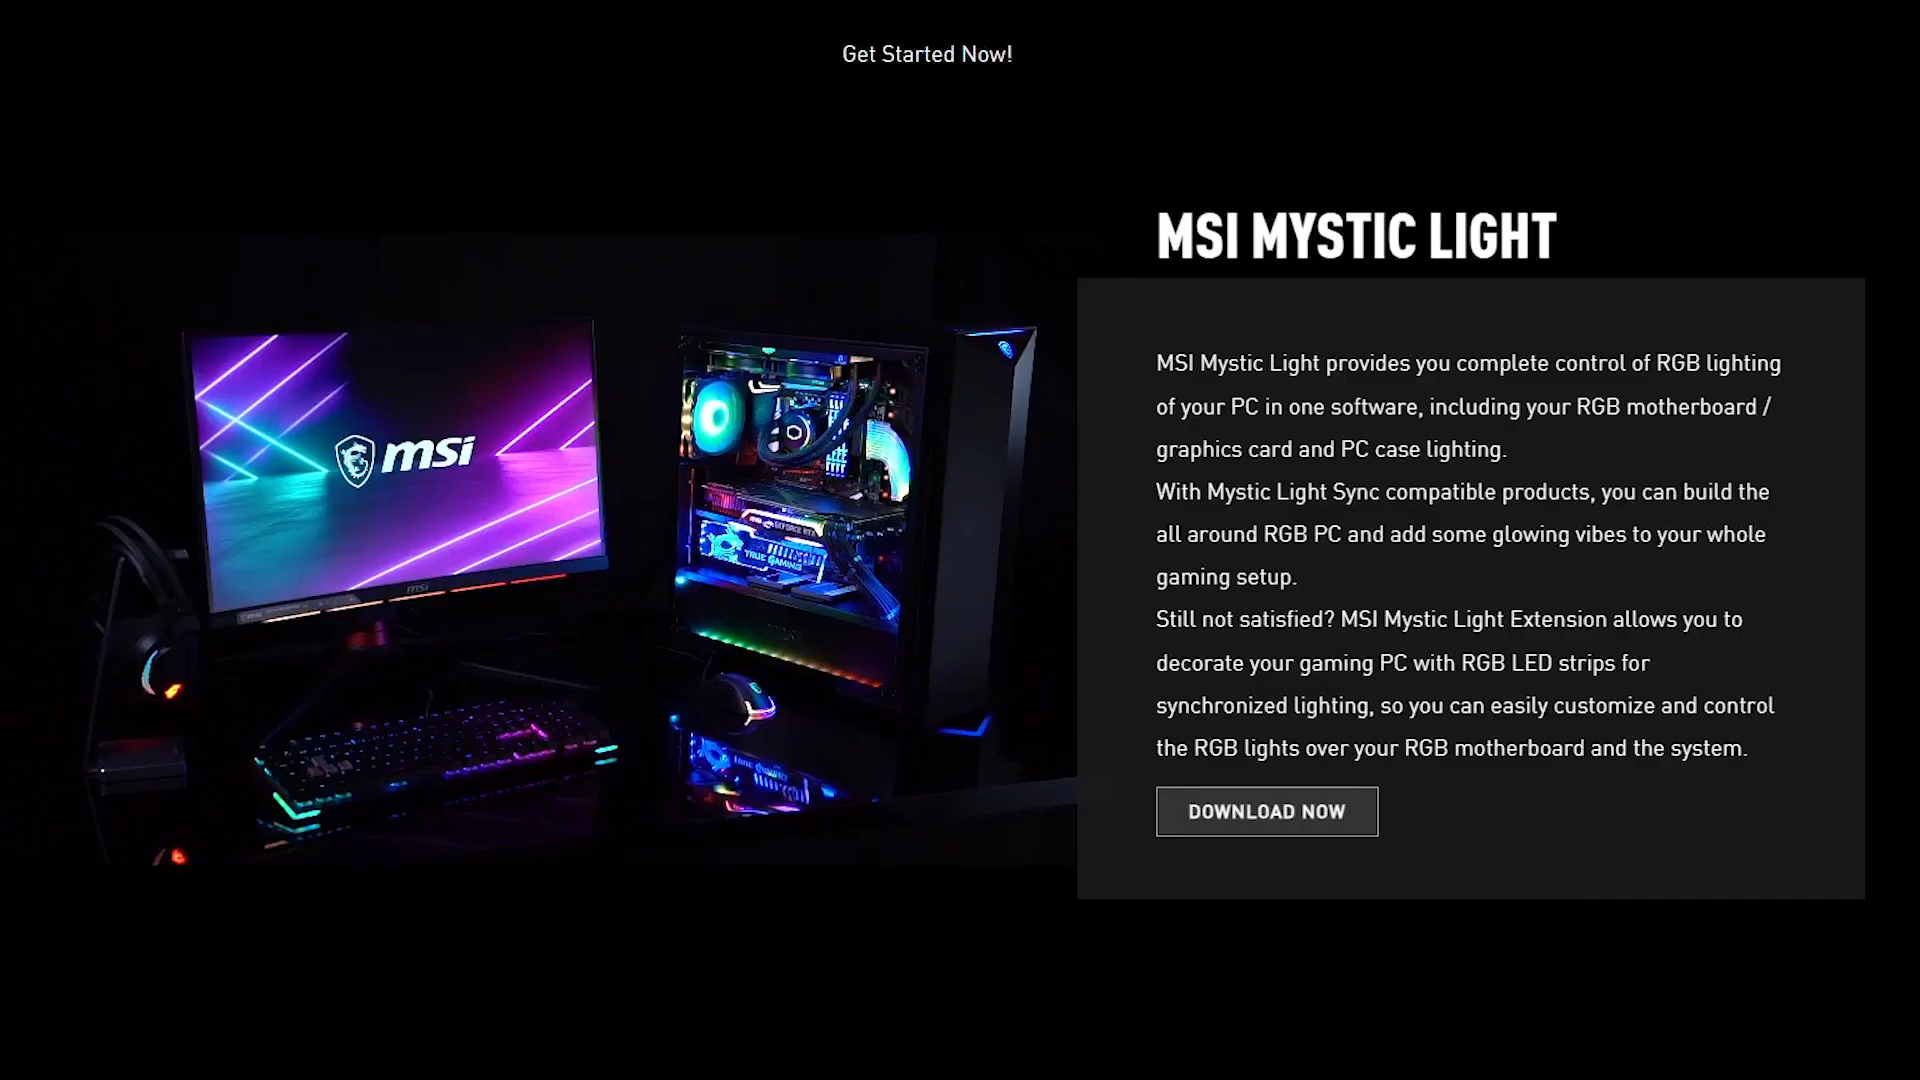 Get Started Now!
MSI MYSTIC LIGHT
MSI Mystic Light provides you complete control of RGB lighting
of your PC in one software, including your RGB motherboard /
graphics card and PC case lighting.
With Mystic Light Sync compatible products, you can build the
all around RGB PC and add some glowing vibes to your whole
gaming setup.
Still not satisfied? MSI Mystic Light Extension allows you to
decorate your gaming PC with RGB LED strips for
synchronized lighting, so you can easily customize and control
the RGB lights over your RGB motherboard and the system.
DOWNLOAD NOW
msi
msi
GEFORCE RTX
TRUE GAMING